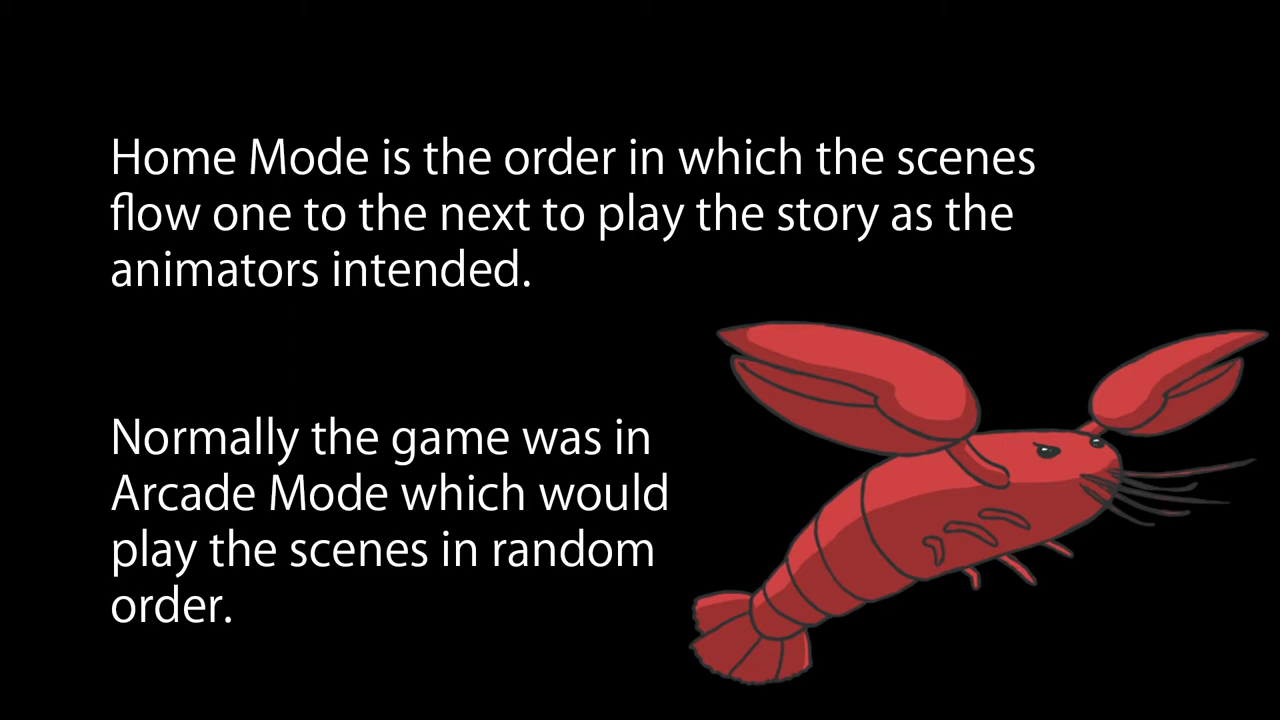 Home Mode is the order in which the scenes
flow one to the next to play the story as the
animators intended.
Normally the game was in
Arcade Mode which would
play the scenes in random
order.